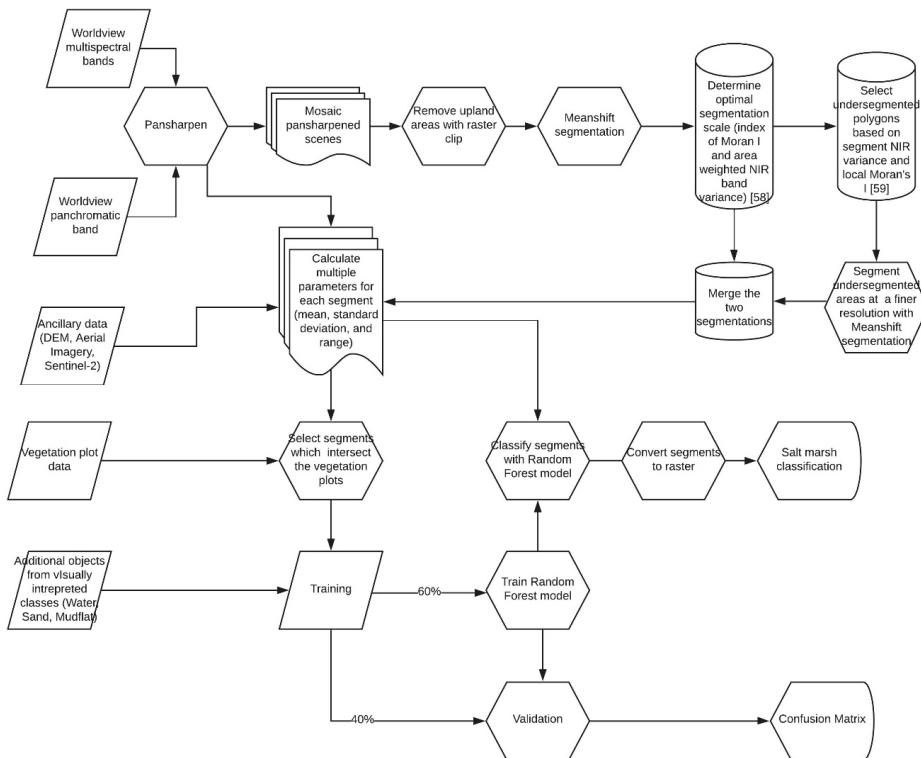 Worldview
multispectral
bands
Pansharpen
Mosaic
pansharpened
scenes
Remove upland
areas with raster
clip
Meanshift
segmentation
Determine
optimal
segmentation
scale (index
of Moran I
and area
weighted NIR
band
variance) [58]
Select
undersegmented
polygons
based on
segment NIR
variance and
local Moran's
I [59]
Worldview
panchromatic
band
Calculate
multiple
parameters for
each segment
(mean, standard
deviation, and
range)
Merge the
two
segmentations
Segment
undersegmented
areas at a finer
resolution with
Meanshift
segmentation
Ancillary data
(DEM, Aerial
Imagery,
Sentinel-2)
Vegetation plot
data
Select segments
which intersect
the vegetation
plots
Classify segments
with Random
Forest model
Convert segments
to raster
Salt marsh
classification
Additional objects
from vIsually
intrepreted
classes (Water,
Sand, Mudflat)
Training
60%
Train Random
Forest model
40%
Validation
Confusion Matrix